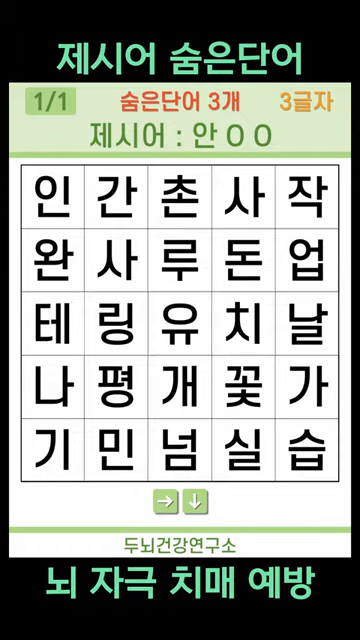 제시어 숨은단어
1/1 숨은단어 3개 3글자
제시어 : 안 O O
인 간 촌 사 작
완 사 루 돈 업
테 링 유 치 날
나 평 개 꽃 가
기 민 넘 실 습
→ ↓
두뇌건강연구소
뇌 자극 치매 예방